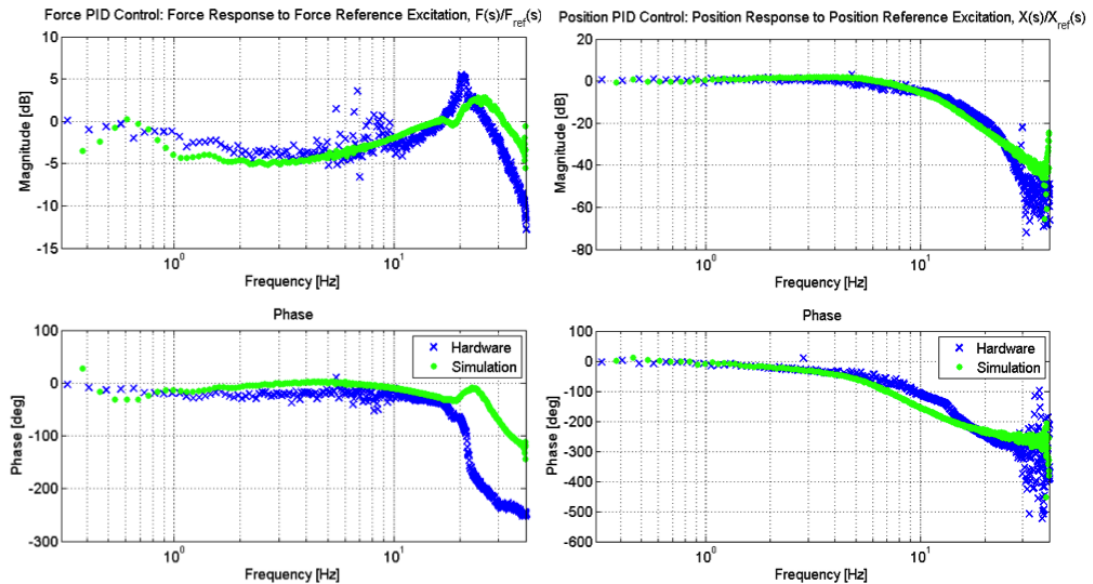 Force PID Control: Force Response to Force Reference Excitation, F(s)/F_ref(s)
10
5
0
-5
-10
-15
Magnitude [dB]
10^0
10^1
Frequency [Hz]
Phase
100
0
-100
-200
-300
Phase [deg]
Hardware
Simulation
10^0
10^1
Frequency [Hz]
Position PID Control: Position Response to Position Reference Excitation, X(s)/X_ref(s)
20
0
-20
-40
-60
-80
Magnitude [dB]
10^0
10^1
Frequency [Hz]
Phase
100
0
-100
-200
-300
-400
-500
-600
Phase [deg]
Hardware
Simulation
10^0
10^1
Frequency [Hz]